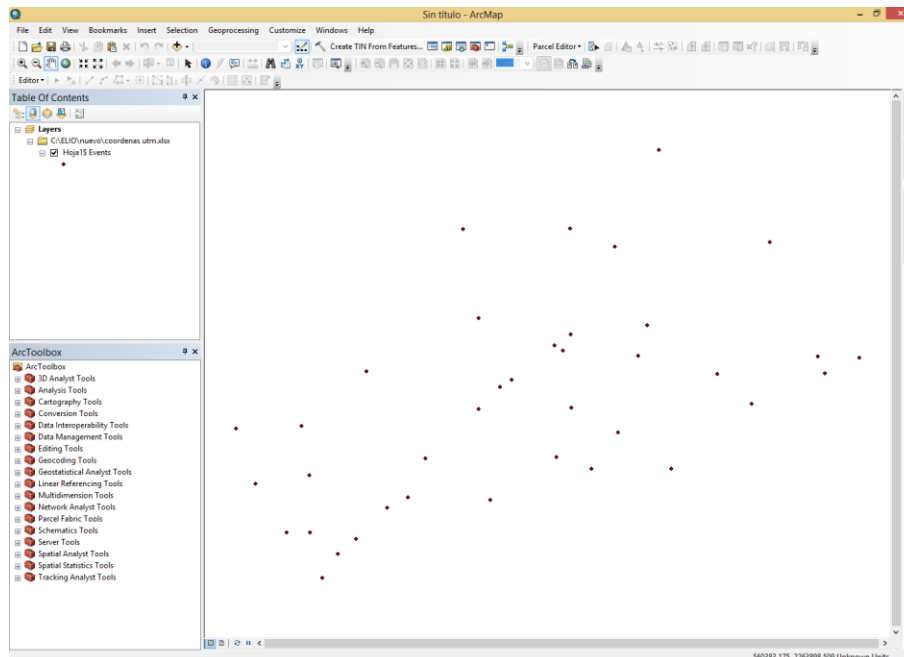 Sin título - ArcMap
File Edit View Bookmarks Insert Selection Geoprocessing Customize Windows Help
Create TIN From Features... Parcel Editor
Editor
Table Of Contents
Layers
C:\ELIO\nuevo\coordenas utm.xlsx
Hoja1$ Events
ArcToolbox
ArcToolbox
3D Analyst Tools
Analysis Tools
Cartography Tools
Conversion Tools
Data Interoperability Tools
Data Management Tools
Editing Tools
Geocoding Tools
Geostatistical Analyst Tools
Linear Referencing Tools
Multidimension Tools
Network Analyst Tools
Parcel Fabric Tools
Schematics Tools
Server Tools
Spatial Analyst Tools
Spatial Statistics Tools
Tracking Analyst Tools
Unknown Units